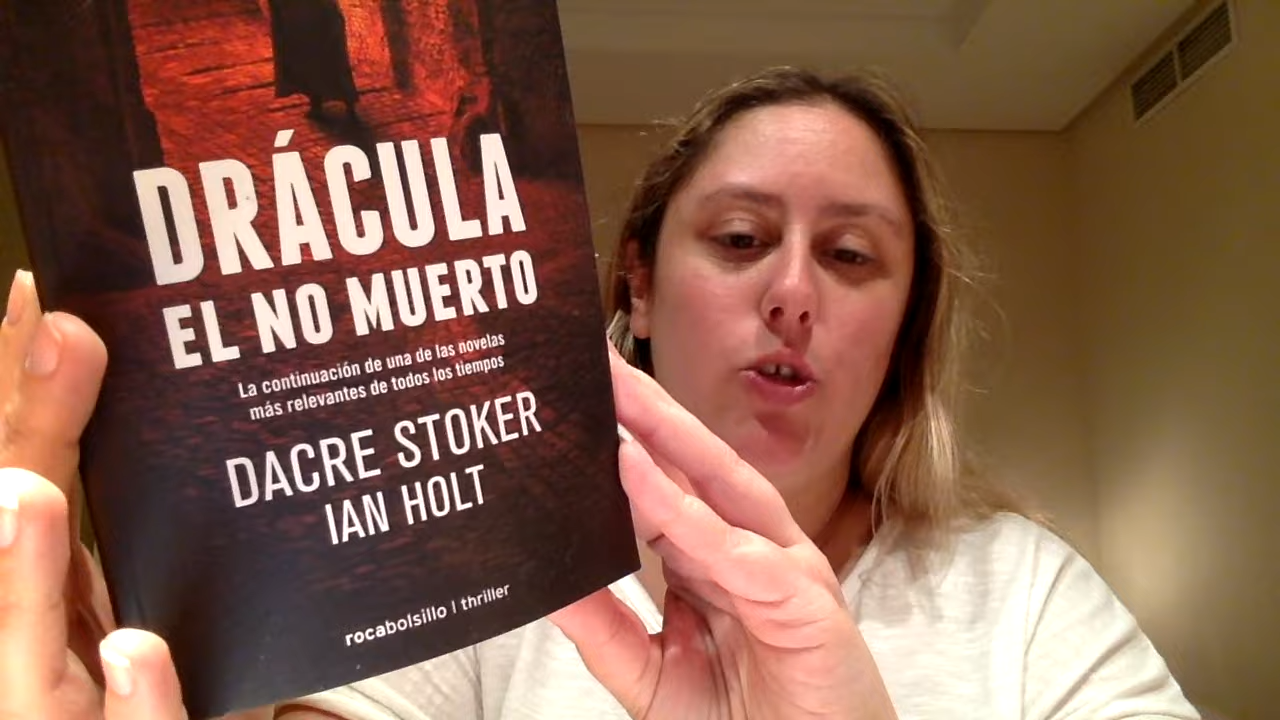 DRÁCULA
EL NO MUERTO
La continuación de una de las novelas
más relevantes de todos los tiempos
DACRE STOKER
IAN HOLT
rocabolsillo | thriller